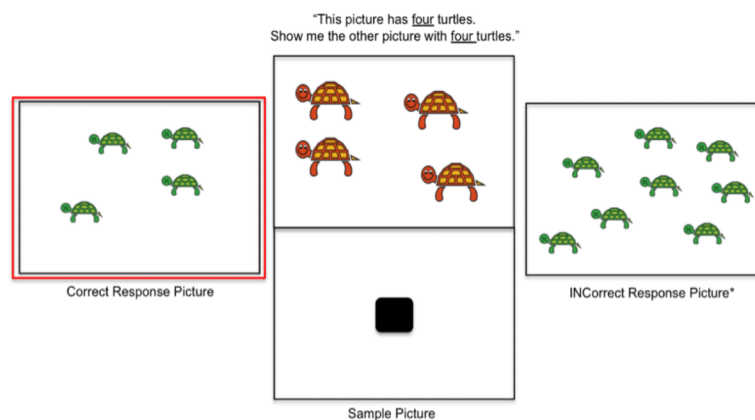 “This picture has four turtles.
Show me the other picture with four turtles.”
Correct Response Picture
INCorrect Response Picture*
Sample Picture